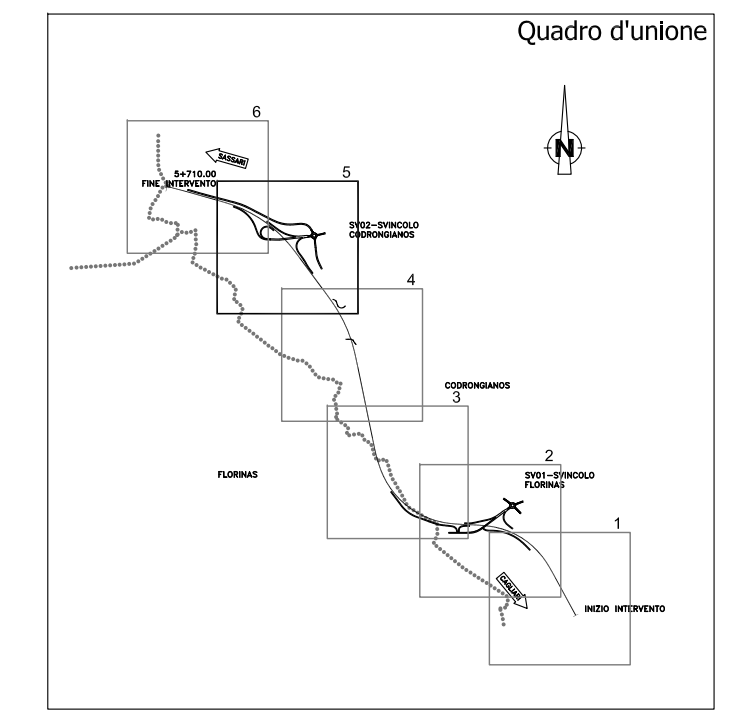 Quadro d'unione
N
6
SASSARI
5+710.00
FINE INTERVENTO
5
SV02-SVINCOLO
CODRONGIANOS
4
CODRONGIANOS
3
FLORINAS
2
SV01-SVINCOLO
FLORINAS
1
CAGLIARI
INIZIO INTERVENTO